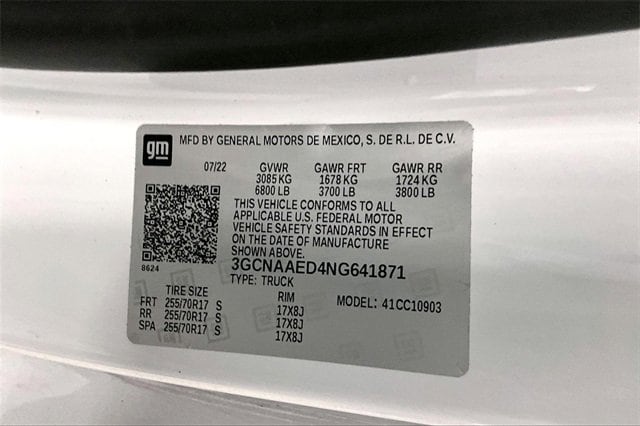 gm MFD BY GENERAL MOTORS DE MEXICO, S. DE R.L. DE C.V.
07/22 GVWR GAWR FRT GAWR RR
3085 KG 1678 KG 1724 KG
6800 LB 3700 LB 3800 LB
THIS VEHICLE CONFORMS TO ALL
APPLICABLE U.S. FEDERAL MOTOR
VEHICLE SAFETY STANDARDS IN EFFECT
ON THE DATE OF MANUFACTURE
SHOWN ABOVE.
8624 3GCNAAED4NG641871
TYPE: TRUCK
TIRE SIZE RIM MODEL: 41CC10903
FRT 255/70R17 S 17X8J
RR 255/70R17 S 17X8J
SPA 255/70R17 S 17X8J